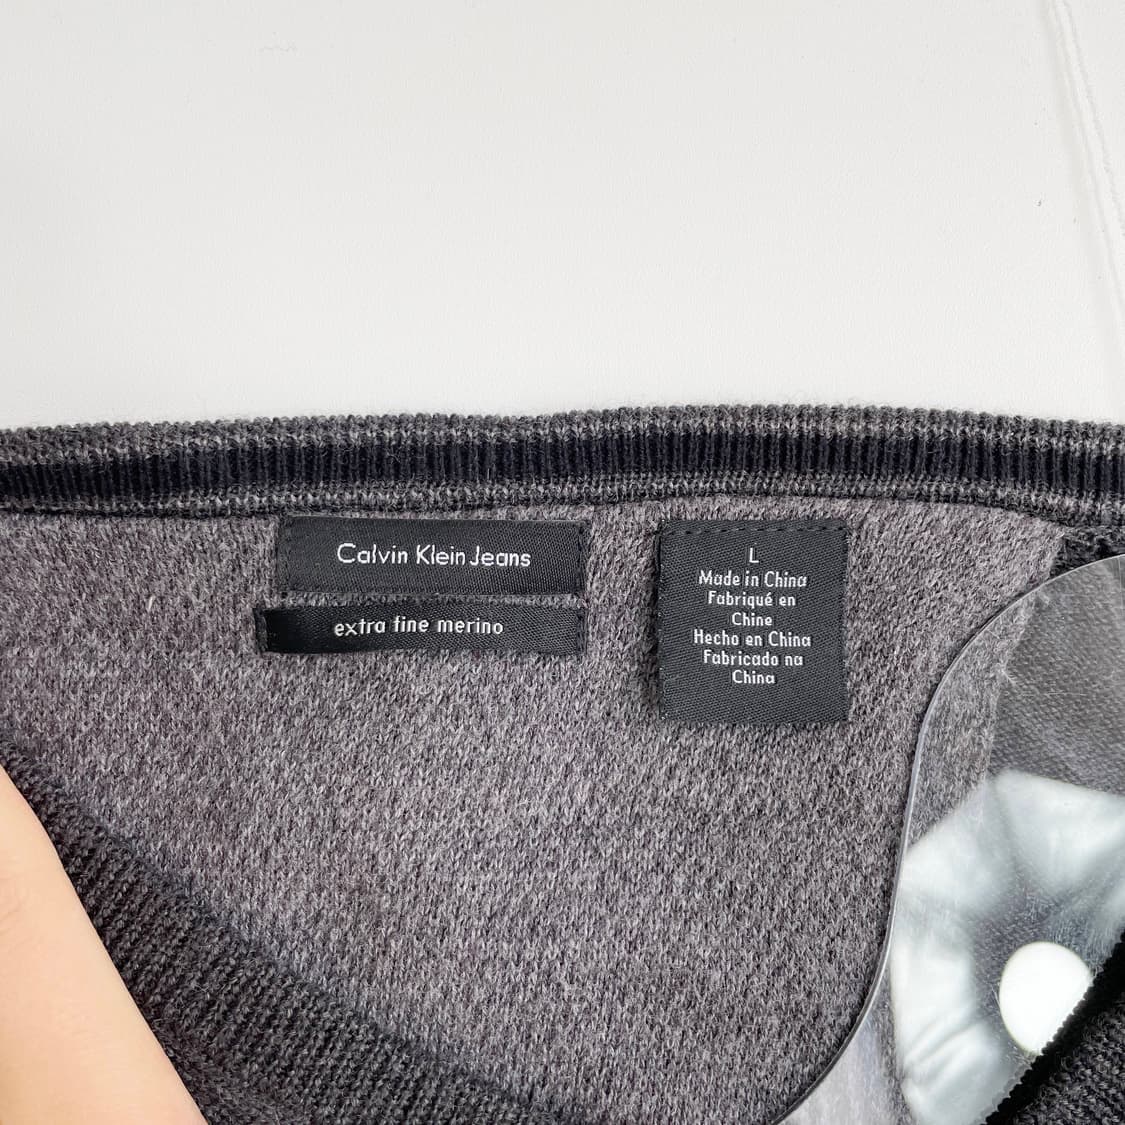 Calvin Klein Jeans
extra fine merino
L
Made in China
Fabriqué en
Chine
Hecho en China
Fabricado na
China